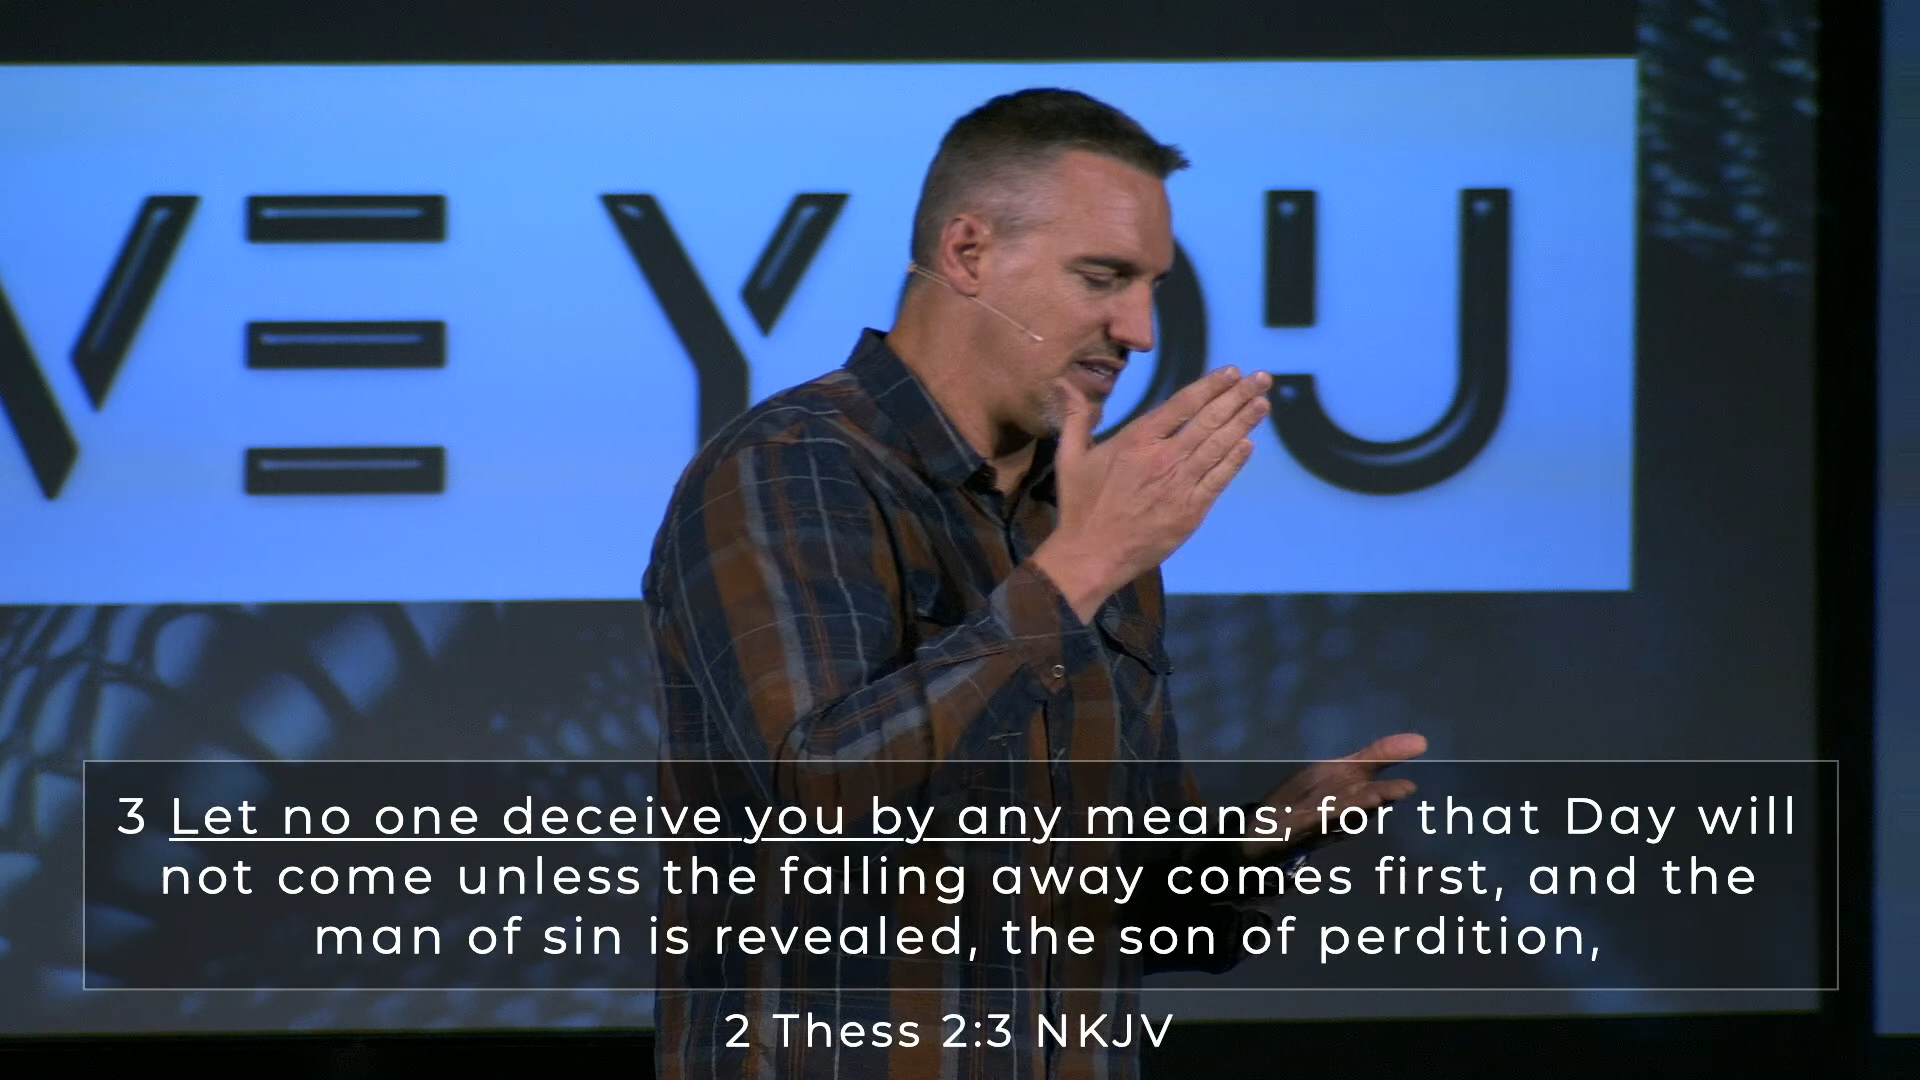 VE YOU
3 Let no one deceive you by any means; for that Day will
not come unless the falling away comes first, and the
man of sin is revealed, the son of perdition,
2 Thess 2:3 NKJV